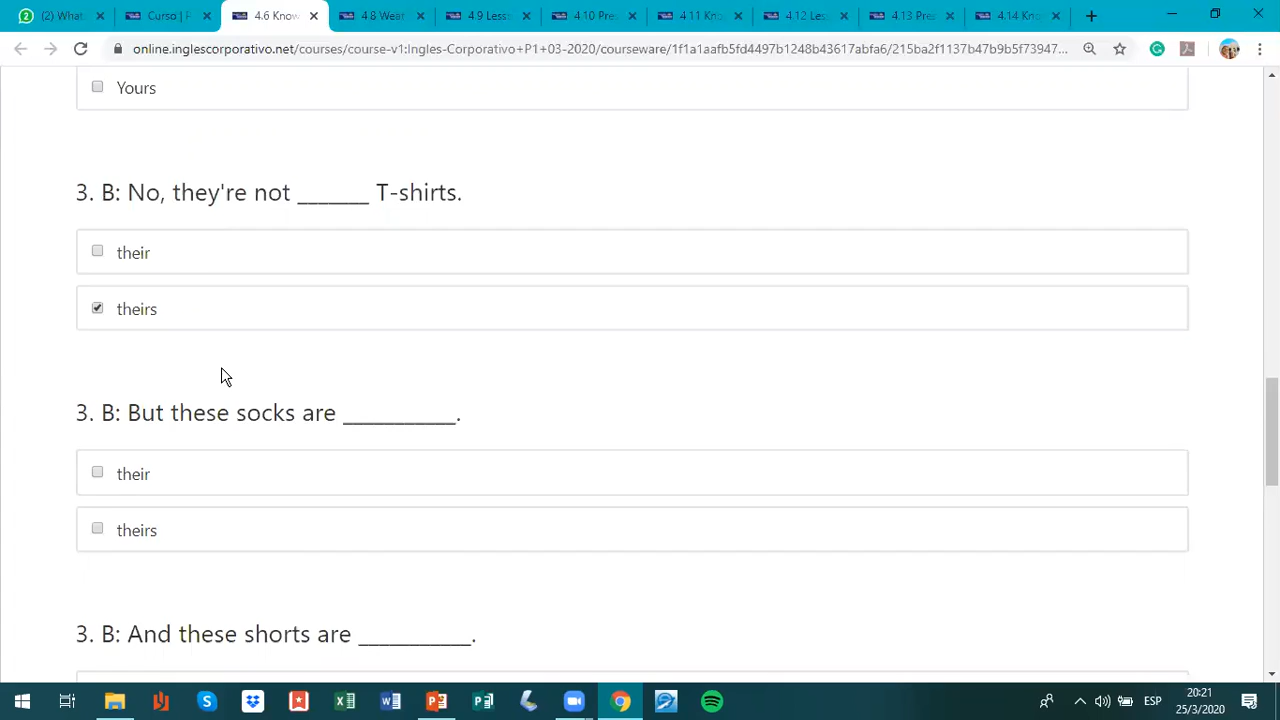 (2) What:
Curso | F
4.6 Know
4.8 Wear
4.9 Less
4.10 Pre
4.11 Kno
4.12 Les
4.13 Pre
4.14 Kno
online.inglescorporativo.net/courses/course-v1:Ingles-Corporativo+P1+03-2020/courseware/1f1a1aafb5fd4497b1248b43617abfa6/215ba2f1137b47b9b5f73947...
Yours
3. B: No, they're not _______ T-shirts.
their
theirs
3. B: But these socks are ___________.
their
theirs
3. B: And these shorts are ___________.
ESP
20:21
25/3/2020